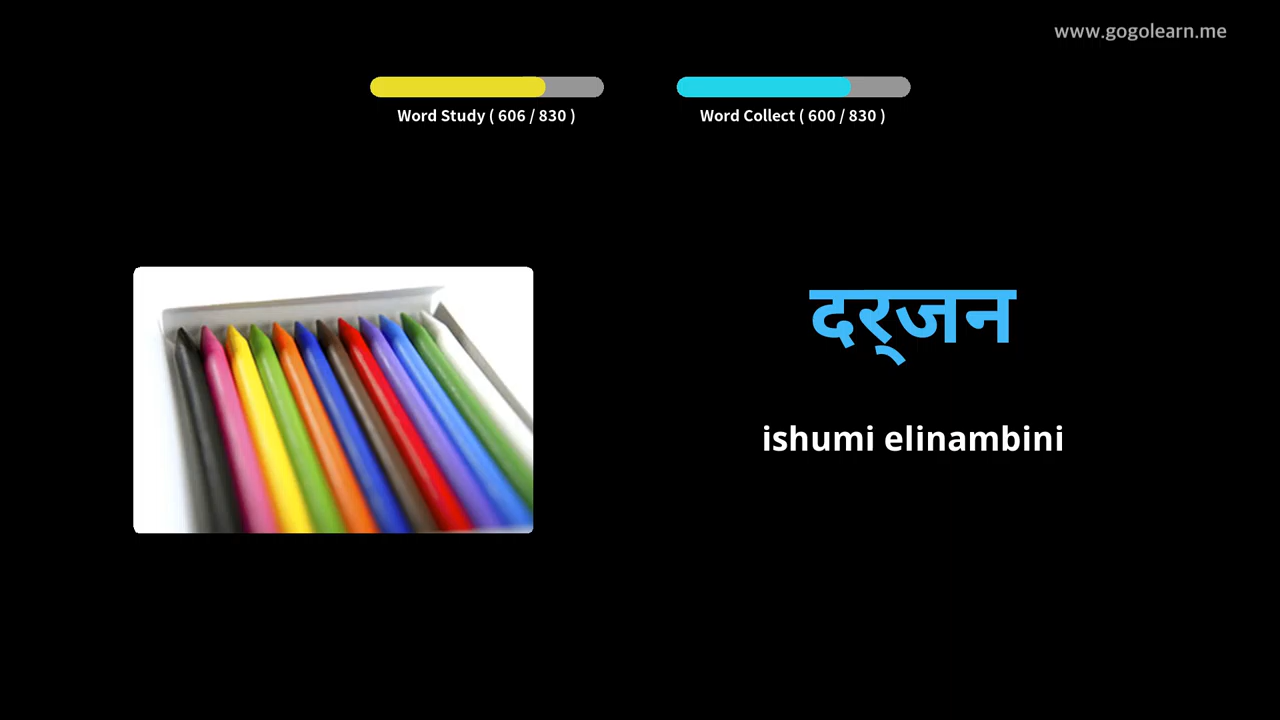 www.gogolearn.me
Word Study ( 606 / 830 )
Word Collect ( 600 / 830 )
दर्‌जन
ishumi elinambini